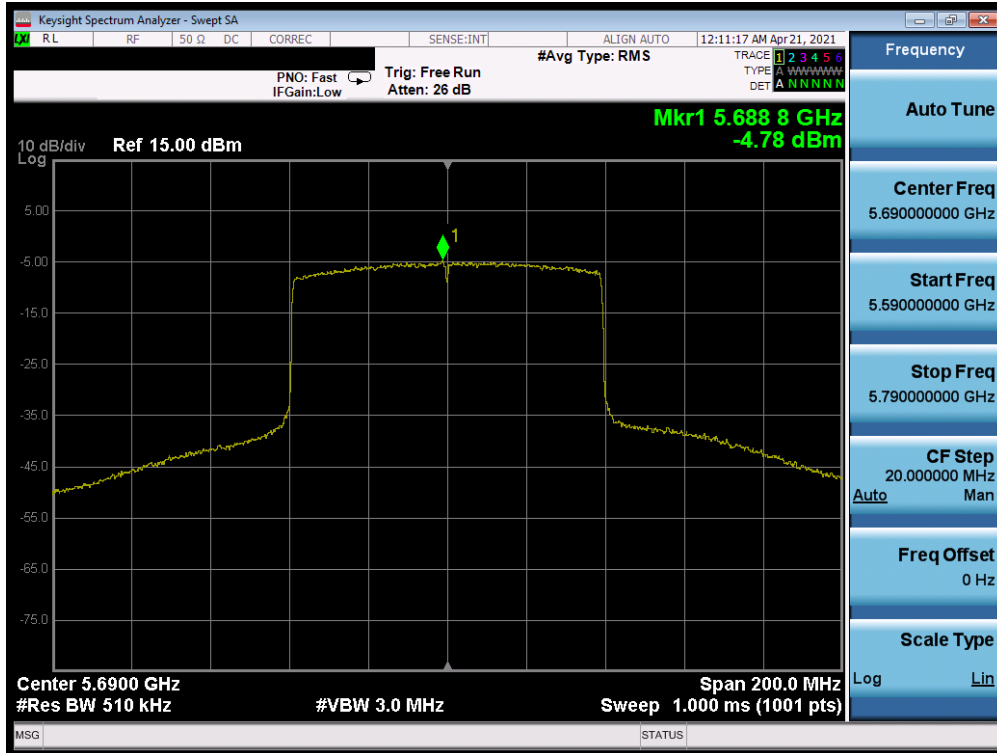 Keysight Spectrum Analyzer - Swept SA
LXI RL RF 50 Ω DC CORREC SENSE:INT ALIGN AUTO 12:11:17 AM Apr 21, 2021
#Avg Type: RMS TRACE 1 2 3 4 5 6
PNO: Fast Trig: Free Run TYPE A WWWWW
IFGain:Low Atten: 26 dB DET A N N N N N
Mkr1 5.688 8 GHz
-4.78 dBm
10 dB/div Ref 15.00 dBm
Log
5.00
1
-5.00
-15.0
-25.0
-35.0
-45.0
-55.0
-65.0
-75.0
Center 5.6900 GHz Span 200.0 MHz
#Res BW 510 kHz #VBW 3.0 MHz Sweep 1.000 ms (1001 pts)
MSG STATUS
Frequency
Auto Tune
Center Freq
5.690000000 GHz
Start Freq
5.590000000 GHz
Stop Freq
5.790000000 GHz
CF Step
20.000000 MHz
Auto Man
Freq Offset
0 Hz
Scale Type
Log Lin